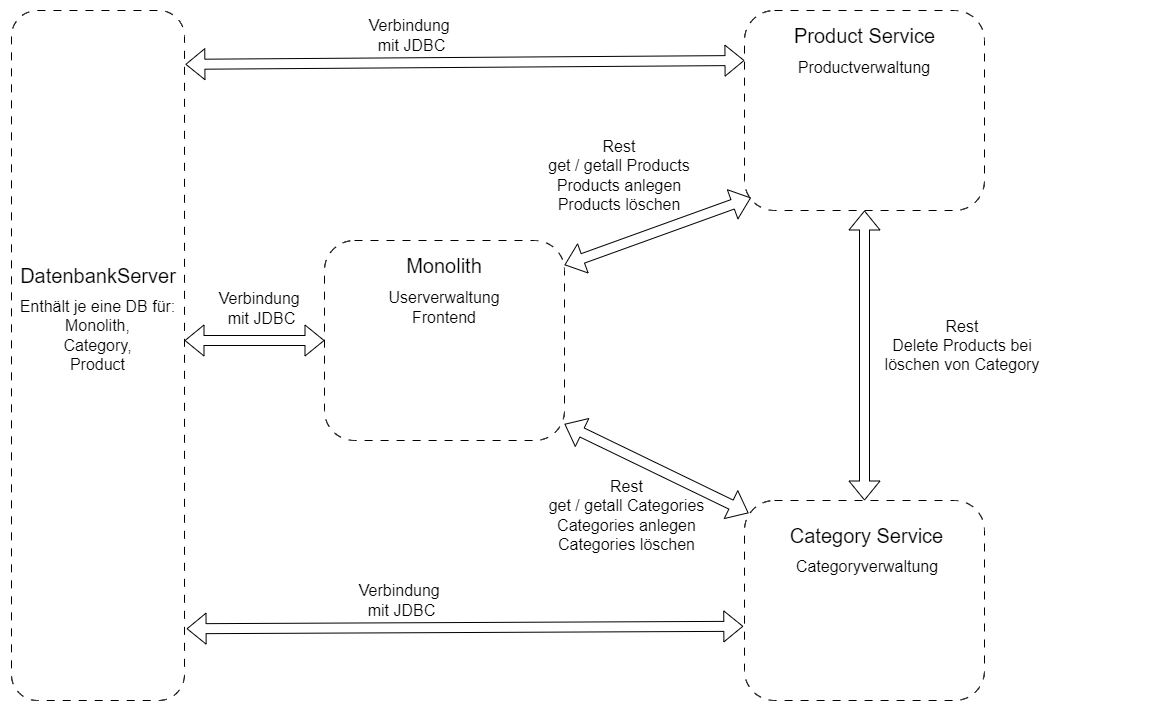 Verbindung
mit JDBC
Product Service
Productverwaltung
Rest
get / getall Products
Products anlegen
Products löschen
DatenbankServer
Enthält je eine DB für:
Monolith,
Category,
Product
Verbindung
mit JDBC
Monolith
Userverwaltung
Frontend
Rest
Delete Products bei
löschen von Category
Rest
get / getall Categories
Categories anlegen
Categories löschen
Category Service
Categoryverwaltung
Verbindung
mit JDBC